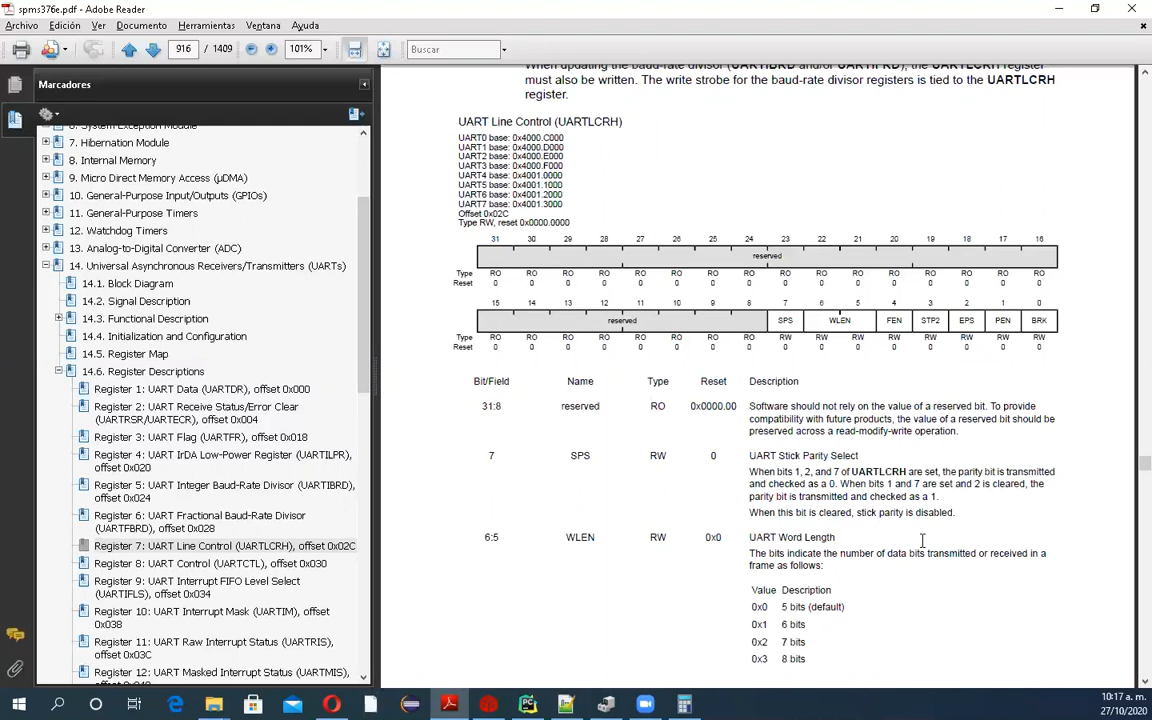 spms376e.pdf - Adobe Reader
Archivo Edición Ver Documento Herramientas Ventana Ayuda
916 / 1409 101% Buscar
Marcadores
6. System Exception Module
7. Hibernation Module
8. Internal Memory
9. Micro Direct Memory Access (µDMA)
10. General-Purpose Input/Outputs (GPIOs)
11. General-Purpose Timers
12. Watchdog Timers
13. Analog-to-Digital Converter (ADC)
14. Universal Asynchronous Receivers/Transmitters (UARTs)
14.1. Block Diagram
14.2. Signal Description
14.3. Functional Description
14.4. Initialization and Configuration
14.5. Register Map
14.6. Register Descriptions
Register 1: UART Data (UARTDR), offset 0x000
Register 2: UART Receive Status/Error Clear
(UARTRSR/UARTECR), offset 0x004
Register 3: UART Flag (UARTFR), offset 0x018
Register 4: UART IrDA Low-Power Register (UARTILPR),
offset 0x020
Register 5: UART Integer Baud-Rate Divisor (UARTIBRD),
offset 0x024
Register 6: UART Fractional Baud-Rate Divisor
(UARTFBRD), offset 0x028
Register 7: UART Line Control (UARTLCRH), offset 0x02C
Register 8: UART Control (UARTCTL), offset 0x030
Register 9: UART Interrupt FIFO Level Select
(UARTIFLS), offset 0x034
Register 10: UART Interrupt Mask (UARTIM), offset
0x038
Register 11: UART Raw Interrupt Status (UARTRIS),
offset 0x03C
Register 12: UART Masked Interrupt Status (UARTMIS),
When updating the baud-rate divisor (UARTIBRD and/or UARTIFRD), the UARTLCRH register
must also be written. The write strobe for the baud-rate divisor registers is tied to the UARTLCRH
register.
UART Line Control (UARTLCRH)
UART0 base: 0x4000.C000
UART1 base: 0x4000.D000
UART2 base: 0x4000.E000
UART3 base: 0x4000.F000
UART4 base: 0x4001.0000
UART5 base: 0x4001.1000
UART6 base: 0x4001.2000
UART7 base: 0x4001.3000
Offset 0x02C
Type RW, reset 0x0000.0000
31 30 29 28 27 26 25 24 23 22 21 20 19 18 17 16
reserved
Type RO RO RO RO RO RO RO RO RO RO RO RO RO RO RO RO
Reset 0 0 0 0 0 0 0 0 0 0 0 0 0 0 0 0
15 14 13 12 11 10 9 8 7 6 5 4 3 2 1 0
reserved SPS WLEN FEN STP2 EPS PEN BRK
Type RO RO RO RO RO RO RO RO RW RW RW RW RW RW RW RW
Reset 0 0 0 0 0 0 0 0 0 0 0 0 0 0 0 0
Bit/Field Name Type Reset Description
31:8 reserved RO 0x0000.00 Software should not rely on the value of a reserved bit. To provide
compatibility with future products, the value of a reserved bit should be
preserved across a read-modify-write operation.
7 SPS RW 0 UART Stick Parity Select
When bits 1, 2, and 7 of UARTLCRH are set, the parity bit is transmitted
and checked as a 0. When bits 1 and 7 are set and 2 is cleared, the
parity bit is transmitted and checked as a 1.
When this bit is cleared, stick parity is disabled.
6:5 WLEN RW 0x0 UART Word Length
The bits indicate the number of data bits transmitted or received in a
frame as follows:
Value Description
0x0 5 bits (default)
0x1 6 bits
0x2 7 bits
0x3 8 bits
10:17 a. m.
27/10/2020